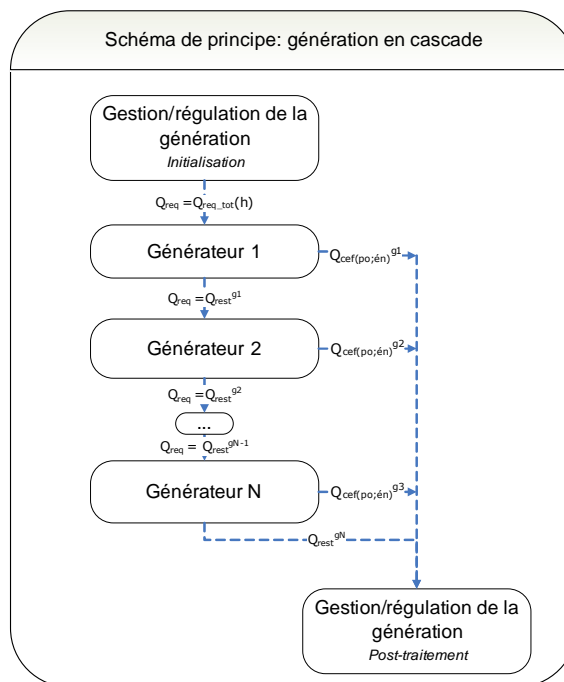 Schéma de principe: génération en cascade
Gestion/régulation de la
génération
Initialisation
Qreq =Qreq_tot(h)
Générateur 1
Qcef(po;én)g1
Qreq =Qrestg1
Générateur 2
Qcef(po;én)g2
Qreq =Qrestg2
...
Qreq = QrestgN-1
Générateur N
Qcef(po;én)g3
QrestgN
Gestion/régulation de la
génération
Post-traitement